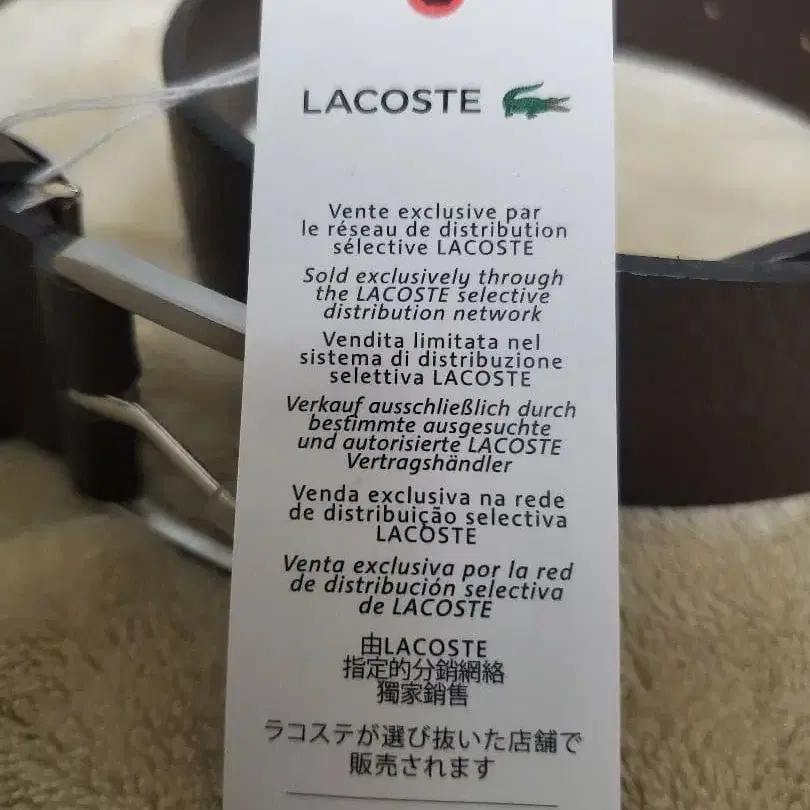 LACOSTE
Vente exclusive par
le réseau de distribution
sélective LACOSTE
Sold exclusively through
the LACOSTE selective
distribution network
Vendita limitata nel
sistema di distribuzione
selettiva LACOSTE
Verkauf ausschließlich durch
bestimmte ausgesuchte
und autorisierte LACOSTE
Vertragshändler
Venda exclusiva na rede
de distribuição selectiva
LACOSTE
Venta exclusiva por la red
de distribución selectiva
de LACOSTE
由LACOSTE
指定的分銷網絡
獨家銷售
ラコステが選び抜いた店舗で
販売されます